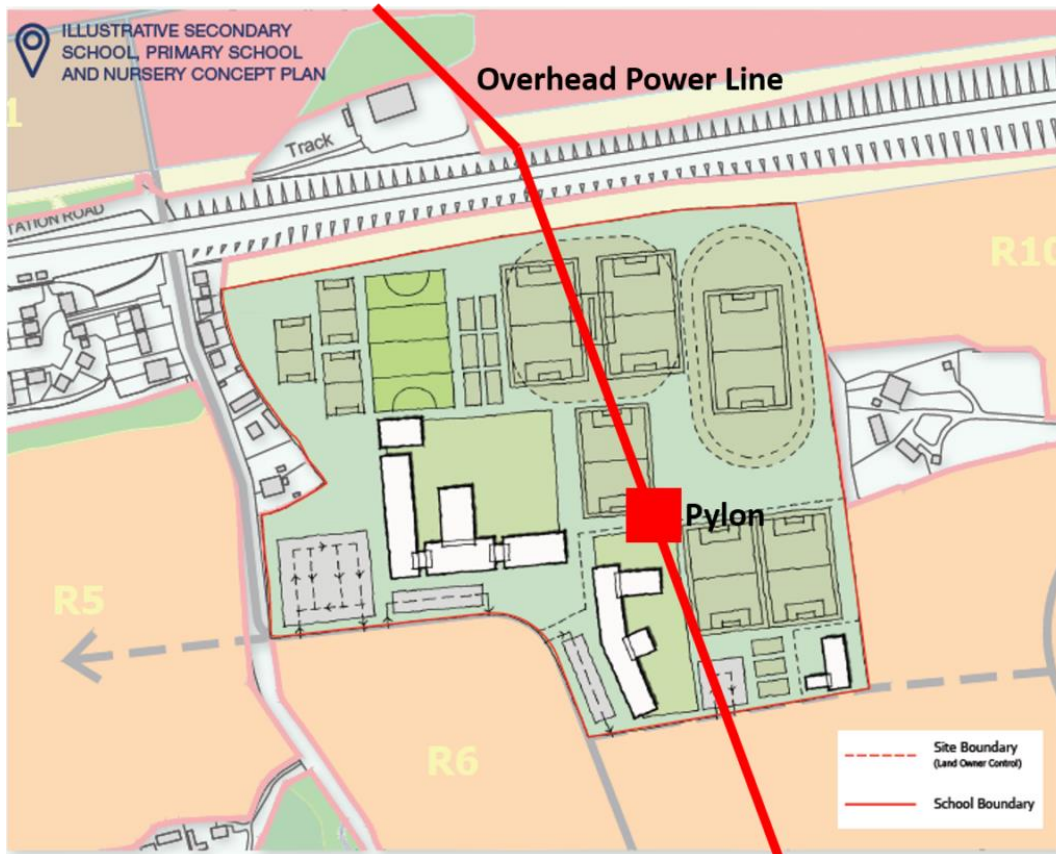 ILLUSTRATIVE SECONDARY
SCHOOL, PRIMARY SCHOOL
AND NURSERY CONCEPT PLAN
Overhead Power Line
1
Track
TATION ROAD
R10
Pylon
R5
R6
Site Boundary
(Land Owner Control)
School Boundary